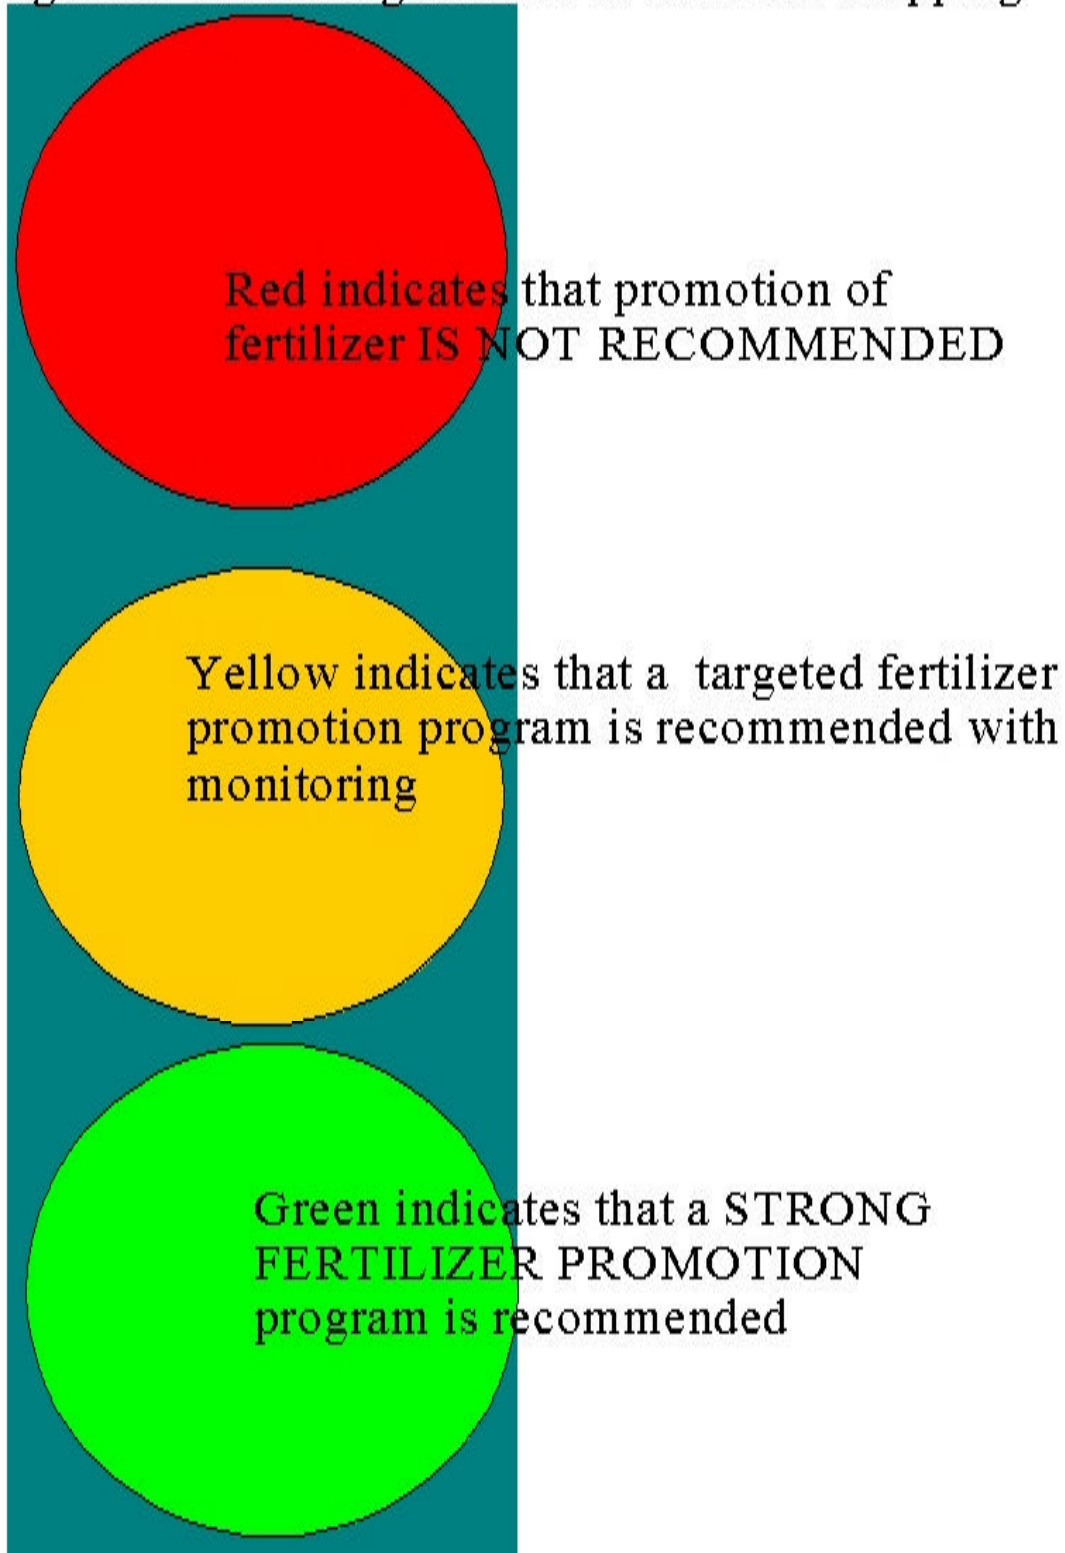 Red indicates that promotion of
fertilizer IS NOT RECOMMENDED
Yellow indicates that a targeted fertilizer
promotion program is recommended with
monitoring
Green indicates that a STRONG
FERTILIZER PROMOTION
program is recommended